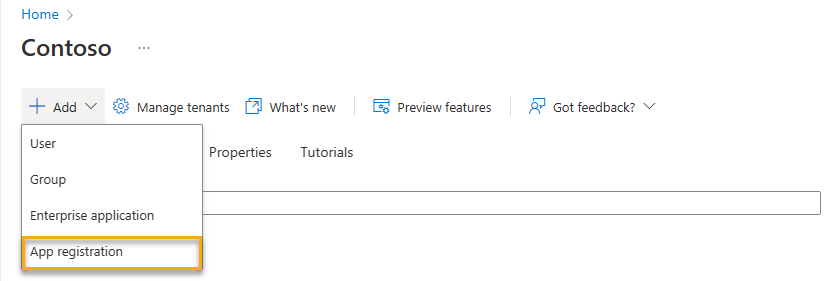 Home
Contoso
Add Manage tenants What's new Preview features Got feedback?
User
Properties Tutorials
Group
Enterprise application
App registration